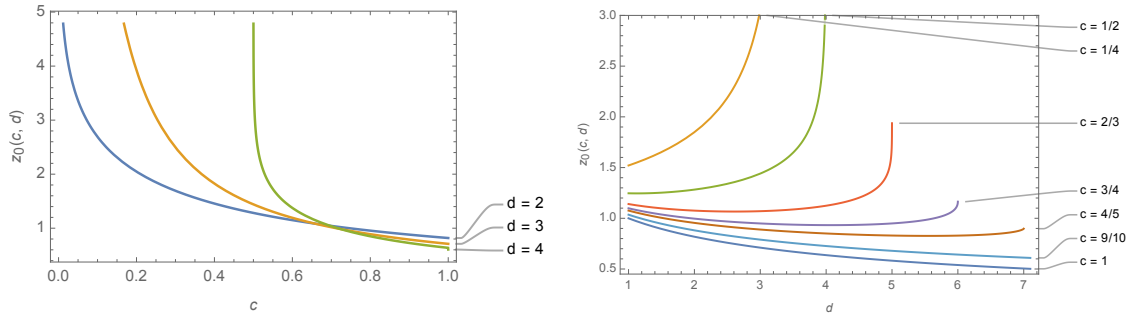 5
4
3
2
1
z₀(c, d)
0.0 0.2 0.4 0.6 0.8 1.0
c
d = 2
d = 3
d = 4
3.0
2.5
2.0
1.5
1.0
0.5
z₀(c, d)
1 2 3 4 5 6 7
d
c = 1/2
c = 1/4
c = 2/3
c = 3/4
c = 4/5
c = 9/10
c = 1